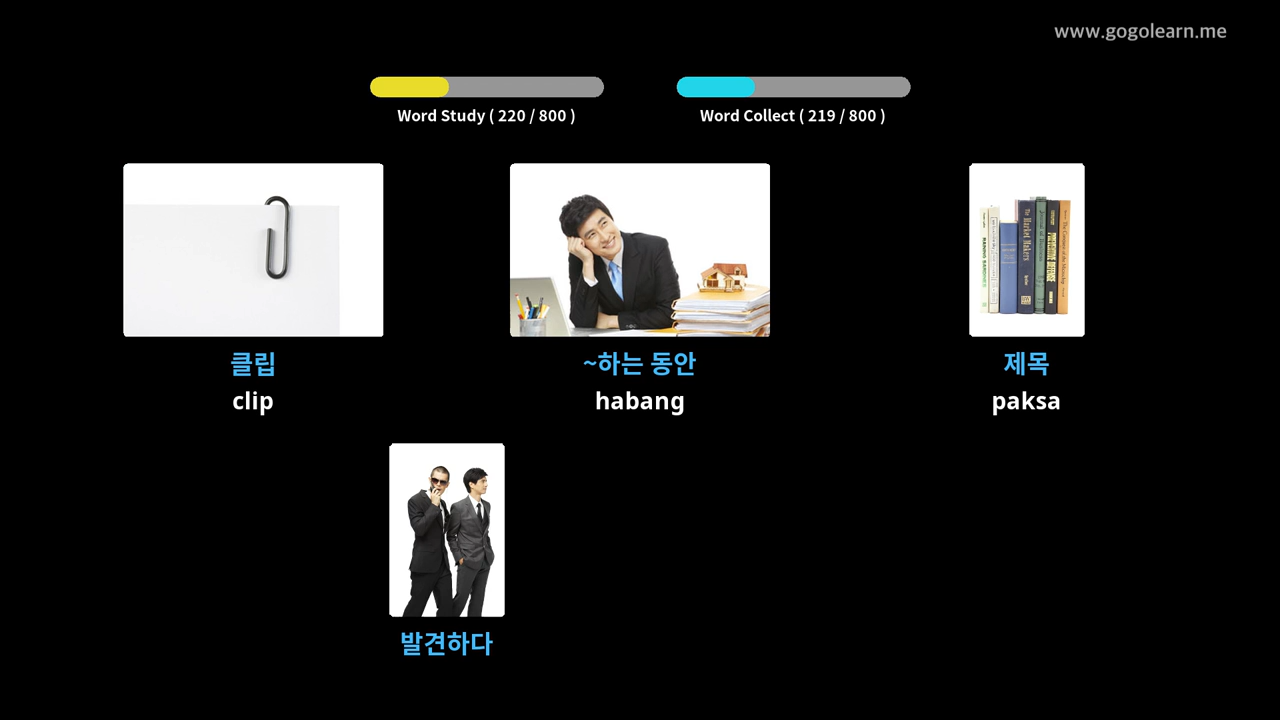 www.gogolearn.me
Word Study ( 220 / 800 )
Word Collect ( 219 / 800 )
클립
clip
~하는 동안
habang
제목
paksa
발견하다